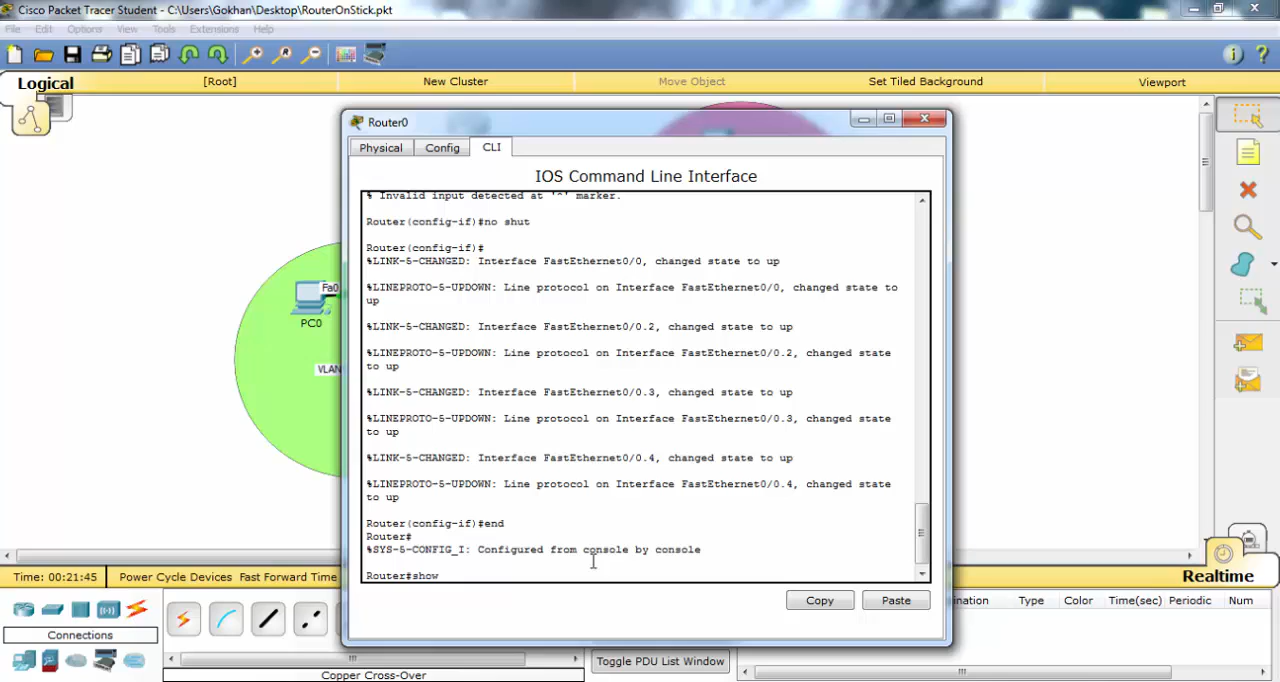 Cisco Packet Tracer Student - C:\Users\Gokhan\Desktop\RouterOnStick.pkt
File Edit Options View Tools Extensions Help
Logical [Root] New Cluster Move Object Set Tiled Background Viewport
Router0
Physical Config CLI
IOS Command Line Interface
% Invalid input detected at '^' marker.
Router(config-if)#no shut
Router(config-if)#
%LINK-5-CHANGED: Interface FastEthernet0/0, changed state to up
%LINEPROTO-5-UPDOWN: Line protocol on Interface FastEthernet0/0, changed state to
up
%LINK-5-CHANGED: Interface FastEthernet0/0.2, changed state to up
%LINEPROTO-5-UPDOWN: Line protocol on Interface FastEthernet0/0.2, changed state
to up
%LINK-5-CHANGED: Interface FastEthernet0/0.3, changed state to up
%LINEPROTO-5-UPDOWN: Line protocol on Interface FastEthernet0/0.3, changed state
to up
%LINK-5-CHANGED: Interface FastEthernet0/0.4, changed state to up
%LINEPROTO-5-UPDOWN: Line protocol on Interface FastEthernet0/0.4, changed state
to up
Router(config-if)#end
Router#
%SYS-5-CONFIG_I: Configured from console by console
Router#show
Copy Paste
Fa0
PC0
VLAN
Time: 00:21:45 Power Cycle Devices Fast Forward Time
Realtime
ination Type Color Time(sec) Periodic Num
Connections
Toggle PDU List Window
Copper Cross-Over